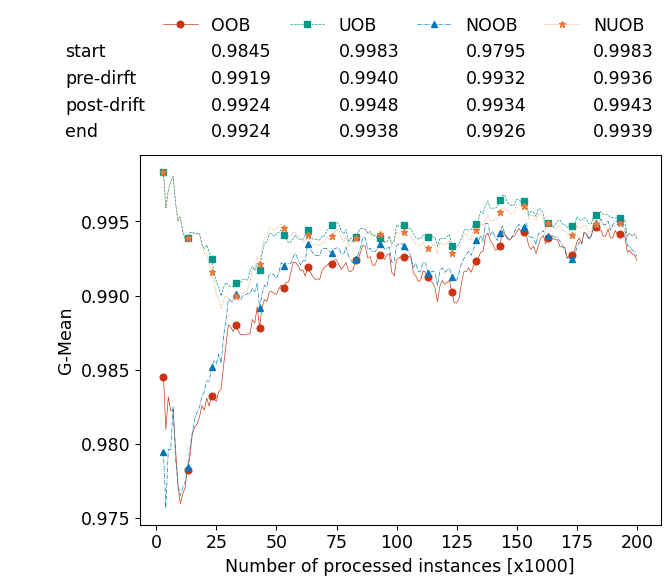 OOB UOB NOOB NUOB
start 0.9845 0.9983 0.9795 0.9983
pre-dirft 0.9919 0.9940 0.9932 0.9936
post-drift 0.9924 0.9948 0.9934 0.9943
end 0.9924 0.9938 0.9926 0.9939
0.995
0.990
0.985
0.980
0.975
G-Mean
0 25 50 75 100 125 150 175 200
Number of processed instances [x1000]